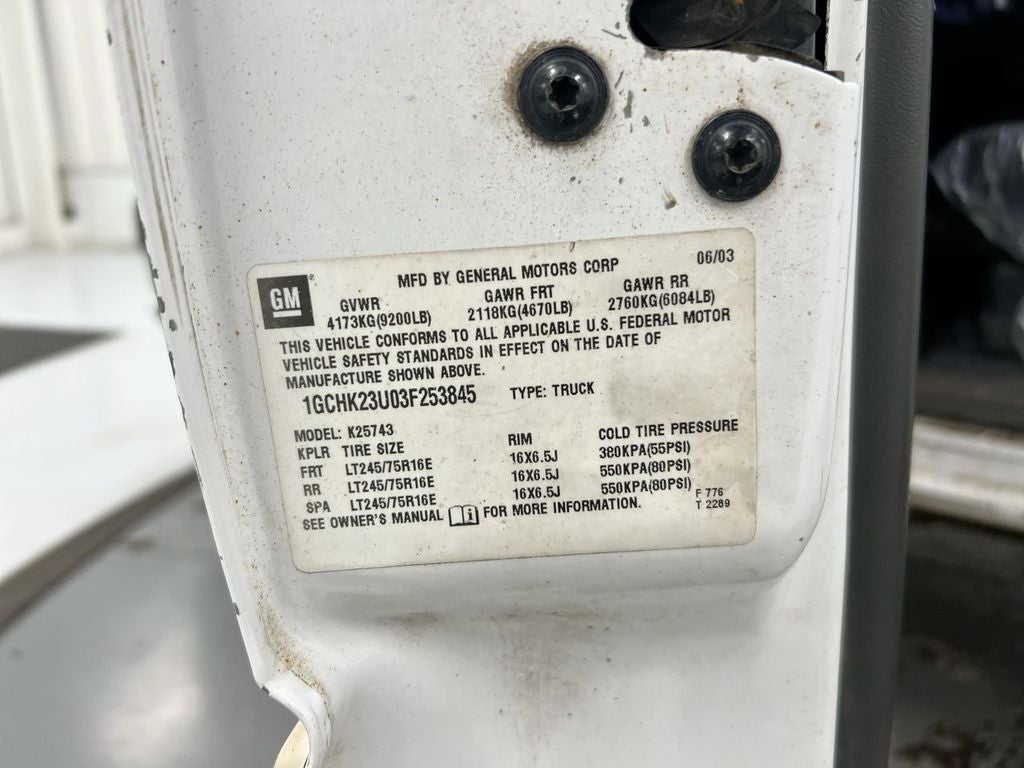 GM ®
MFD BY GENERAL MOTORS CORP 06/03
GVWR GAWR FRT GAWR RR
4173KG(9200LB) 2118KG(4670LB) 2760KG(6084LB)
THIS VEHICLE CONFORMS TO ALL APPLICABLE U.S. FEDERAL MOTOR
VEHICLE SAFETY STANDARDS IN EFFECT ON THE DATE OF
MANUFACTURE SHOWN ABOVE.
1GCHK23U03F253845 TYPE: TRUCK
MODEL: K25743
KPLR TIRE SIZE RIM COLD TIRE PRESSURE
FRT LT245/75R16E 16X6.5J 380KPA(55PSI)
RR LT245/75R16E 16X6.5J 550KPA(80PSI)
SPA LT245/75R16E 16X6.5J 550KPA(80PSI)
SEE OWNER'S MANUAL i FOR MORE INFORMATION.
F 776
T 2289